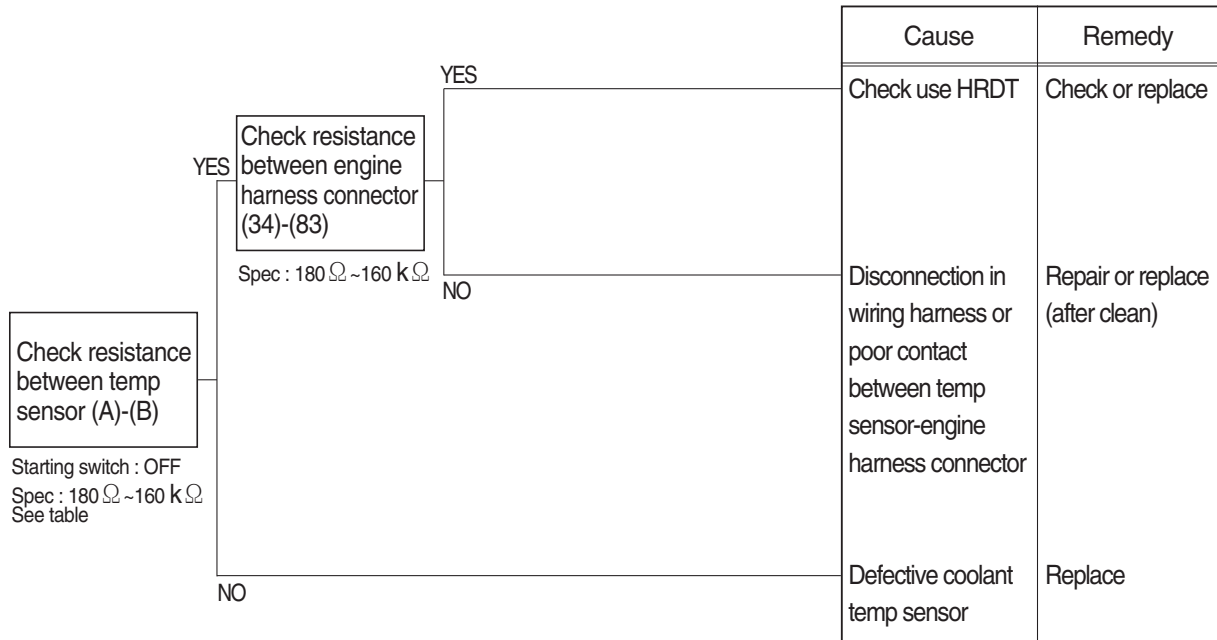 Cause
Remedy
YES
Check use HRDT
Check or replace
Check resistance
between engine
harness connector
(34)-(83)
YES
Spec : 180 Ω ~160 kΩ
NO
Disconnection in
wiring harness or
poor contact
between temp
sensor-engine
harness connector
Repair or replace
(after clean)
Check resistance
between temp
sensor (A)-(B)
Starting switch : OFF
Spec : 180 Ω ~160 kΩ
See table
NO
Defective coolant
temp sensor
Replace